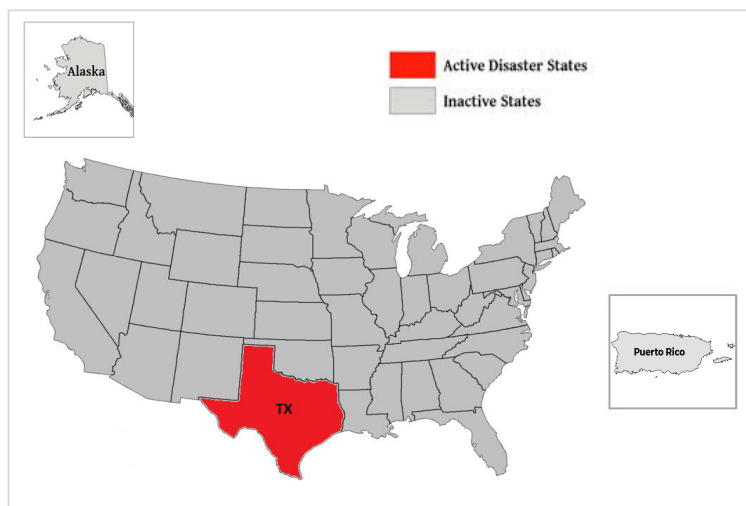 Alaska
Active Disaster States
Inactive States
Puerto Rico
TX